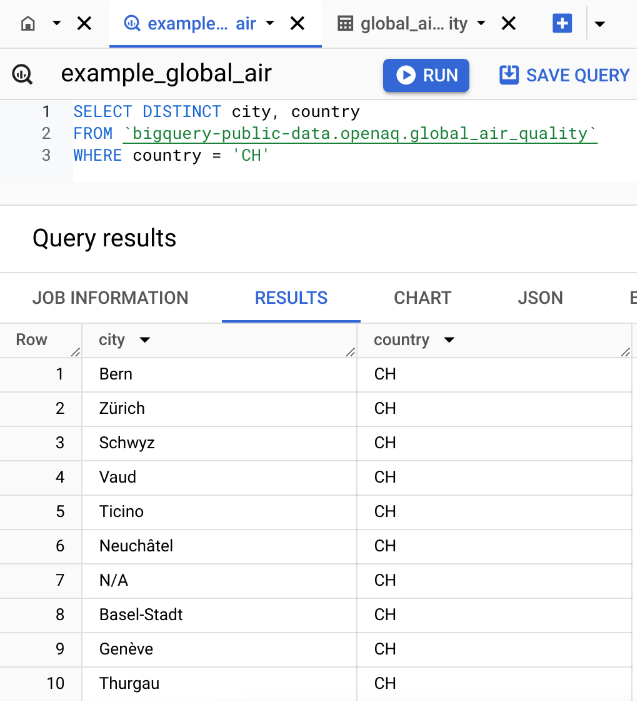 example... air global_ai... ity
example_global_air RUN SAVE QUERY
1 SELECT DISTINCT city, country
2 FROM `bigquery-public-data.openaq.global_air_quality`
3 WHERE country = 'CH'
Query results
JOB INFORMATION RESULTS CHART JSON E
Row city country
1 Bern CH
2 Zürich CH
3 Schwyz CH
4 Vaud CH
5 Ticino CH
6 Neuchâtel CH
7 N/A CH
8 Basel-Stadt CH
9 Genève CH
10 Thurgau CH